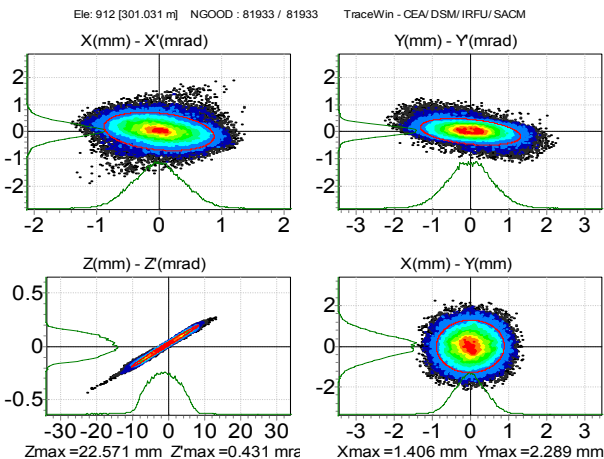 Ele: 912 [301.031 m] NGOOD : 81933 / 81933 TraceWin - CEA/ DSM/ IRFU/ SACM
X(mm) - X'(mrad) Y(mm) - Y'(mrad)
2 2
1 1
0 0
-1 -1
-2 -2
-2 -1 0 1 2 -3 -2 -1 0 1 2 3
Z(mm) - Z'(mrad) X(mm) - Y(mm)
0.5 2
0 0
-0.5 -2
-30 -20 -10 0 10 20 30 -3 -2 -1 0 1 2 3
Zmax =22.571 mm Z'max =0.431 mra Xmax =1.406 mm Ymax =2.289 mm